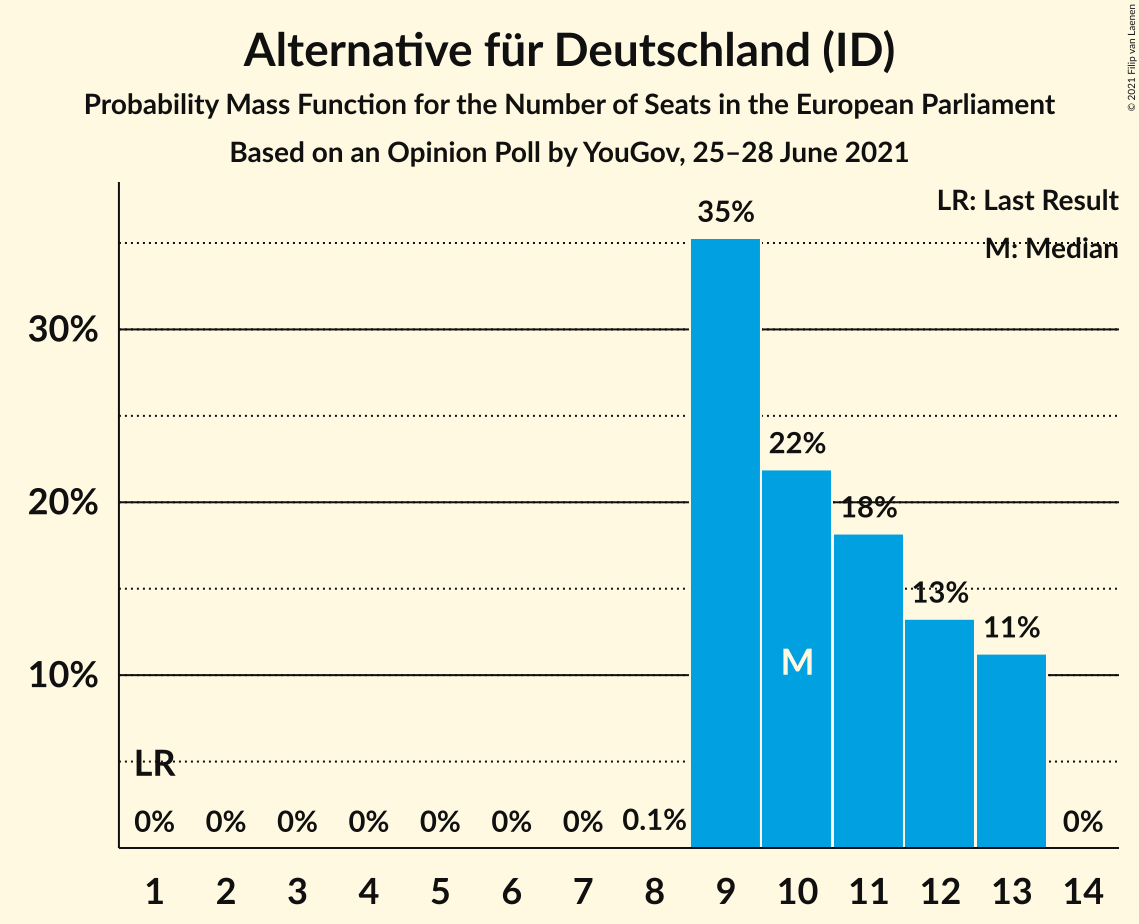 Alternative für Deutschland (ID)
Probability Mass Function for the Number of Seats in the European Parliament
Based on an Opinion Poll by YouGov, 25–28 June 2021
© 2021 Filip van Laenen
LR: Last Result
M: Median
35%
30%
22%
20%
18%
13%
11%
10%
M
LR
0% 0% 0% 0% 0% 0% 0% 0.1% 0%
1 2 3 4 5 6 7 8 9 10 11 12 13 14